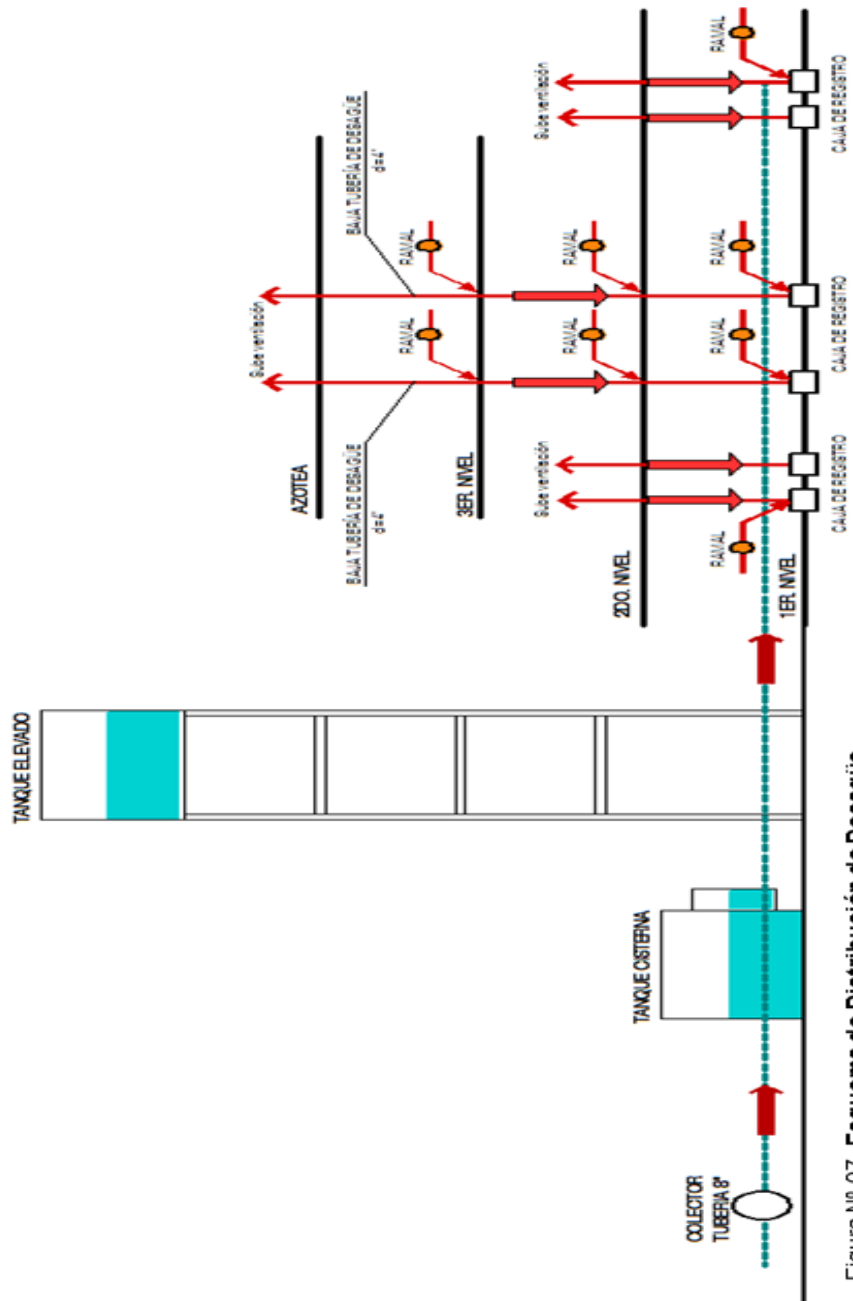 TANQUE ELEVADO
Sube ventilación
AZOTEA
BAJA TUBERÍA DE DESAGÜE
d=4"
BAJA TUBERÍA DE DESAGÜE
d=4"
3ER. NIVEL
RAMAL
RAMAL
Sube ventilación
Sube ventilación
2DO. NIVEL
RAMAL
RAMAL
TANQUE CISTERNA
COLECTOR
TUBERIA 8"
1ER. NIVEL
RAMAL
RAMAL
RAMAL
RAMAL
CAJA DE REGISTRO
CAJA DE REGISTRO
CAJA DE REGISTRO
CAJA DE REGISTRO
Figura Nº 07. Esquema de Distribución de Desagüe